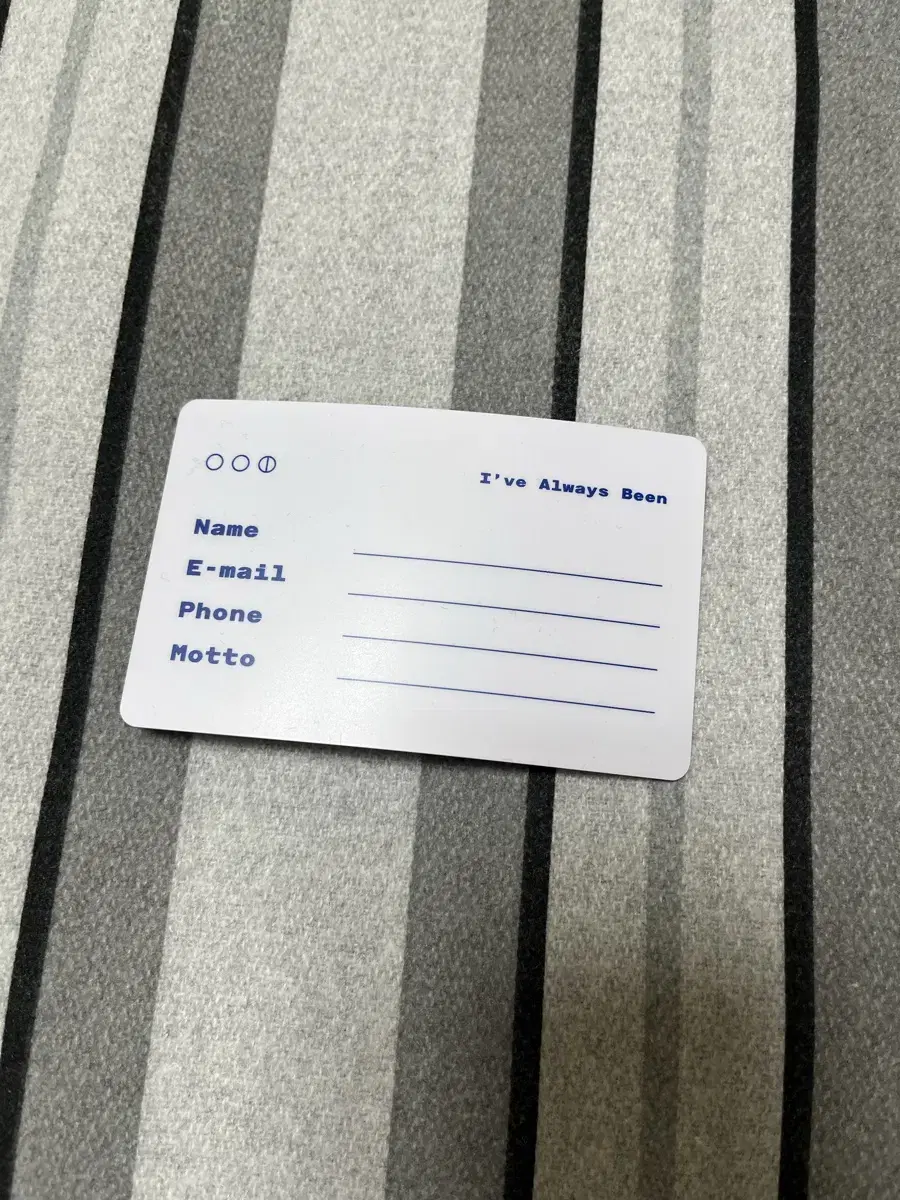 I've Always Been
Name
E-mail
Phone
Motto